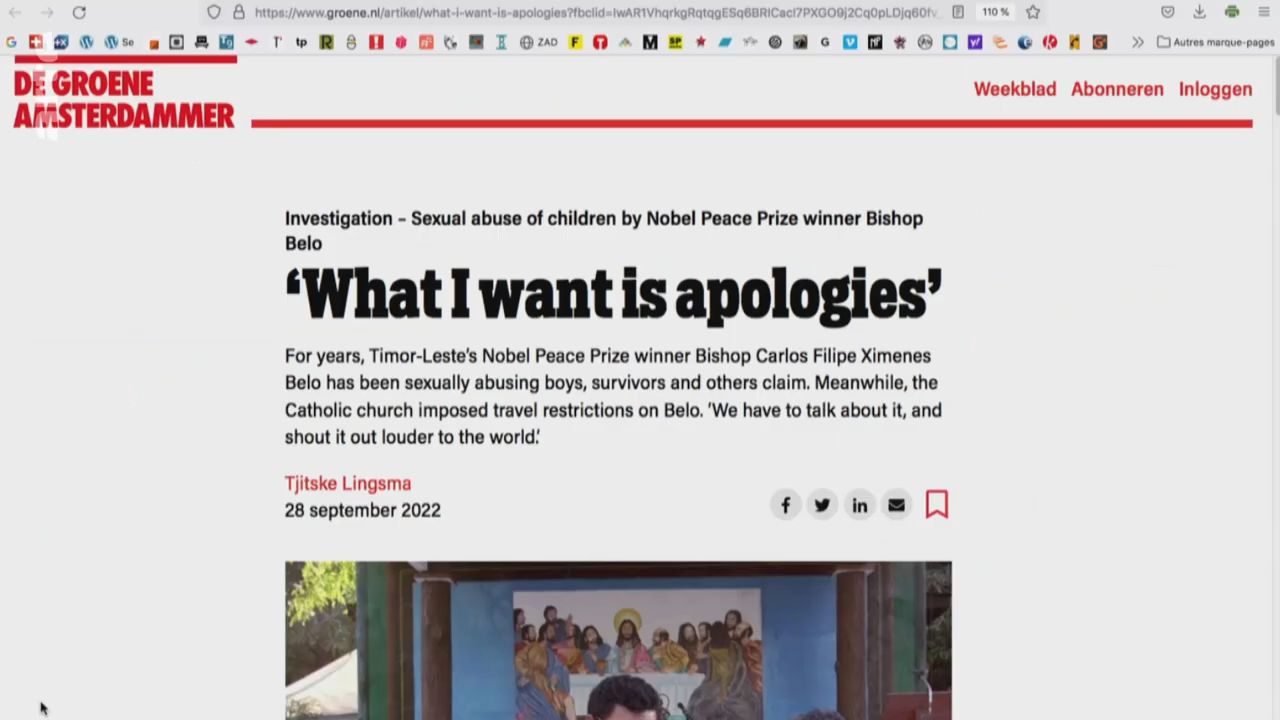 https://www.groene.nl/artikel/what-i-want-is-apologies?fbclid=
110 %
Se
tp
ZAD
Autres marque-pages
DE GROENE
AMSTERDAMMER
Weekblad Abonneren Inloggen
Investigation – Sexual abuse of children by Nobel Peace Prize winner Bishop
Belo
‘What I want is apologies’
For years, Timor-Leste’s Nobel Peace Prize winner Bishop Carlos Filipe Ximenes
Belo has been sexually abusing boys, survivors and others claim. Meanwhile, the
Catholic church imposed travel restrictions on Belo. ‘We have to talk about it, and
shout it out louder to the world.’
Tjitske Lingsma
28 september 2022